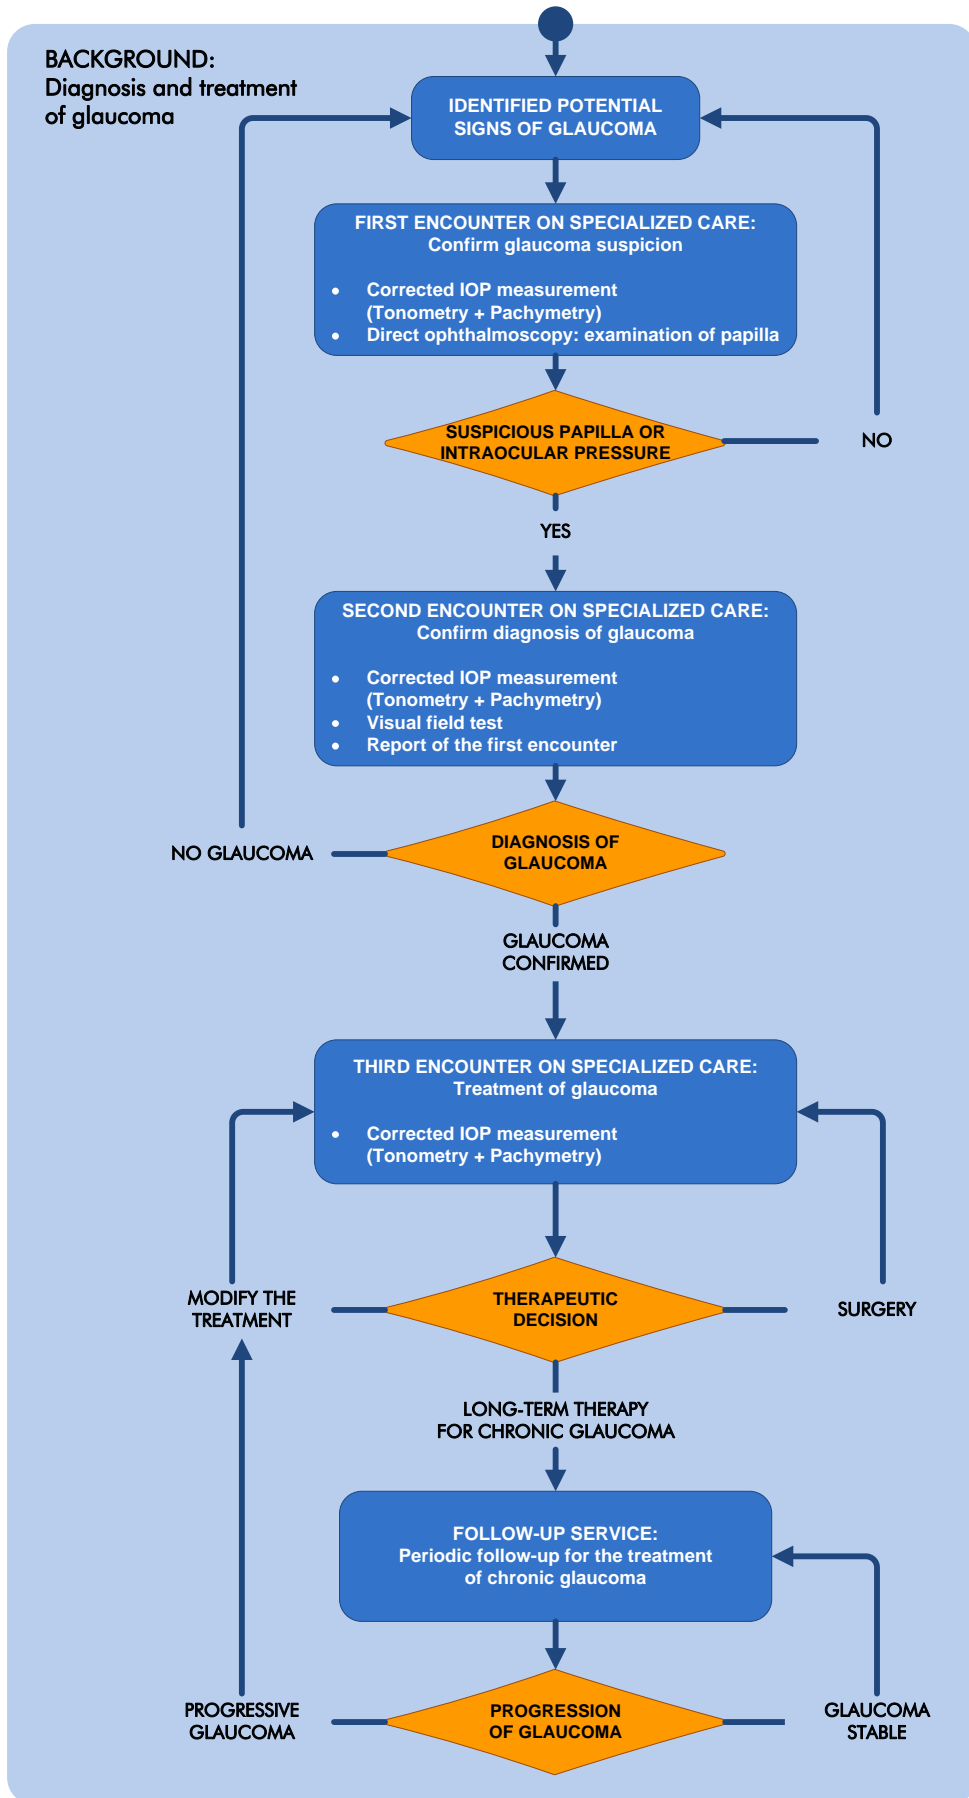 BACKGROUND:
Diagnosis and treatment
of glaucoma
IDENTIFIED POTENTIAL
SIGNS OF GLAUCOMA
FIRST ENCOUNTER ON SPECIALIZED CARE:
Confirm glaucoma suspicion
• Corrected IOP measurement
(Tonometry + Pachymetry)
• Direct ophthalmoscopy: examination of papilla
SUSPICIOUS PAPILLA OR
INTRAOCULAR PRESSURE
NO
YES
SECOND ENCOUNTER ON SPECIALIZED CARE:
Confirm diagnosis of glaucoma
• Corrected IOP measurement
(Tonometry + Pachymetry)
• Visual field test
• Report of the first encounter
NO GLAUCOMA
DIAGNOSIS OF
GLAUCOMA
GLAUCOMA
CONFIRMED
THIRD ENCOUNTER ON SPECIALIZED CARE:
Treatment of glaucoma
• Corrected IOP measurement
(Tonometry + Pachymetry)
MODIFY THE
TREATMENT
THERAPEUTIC
DECISION
SURGERY
LONG-TERM THERAPY
FOR CHRONIC GLAUCOMA
FOLLOW-UP SERVICE:
Periodic follow-up for the treatment
of chronic glaucoma
PROGRESSIVE
GLAUCOMA
PROGRESSION
OF GLAUCOMA
GLAUCOMA
STABLE